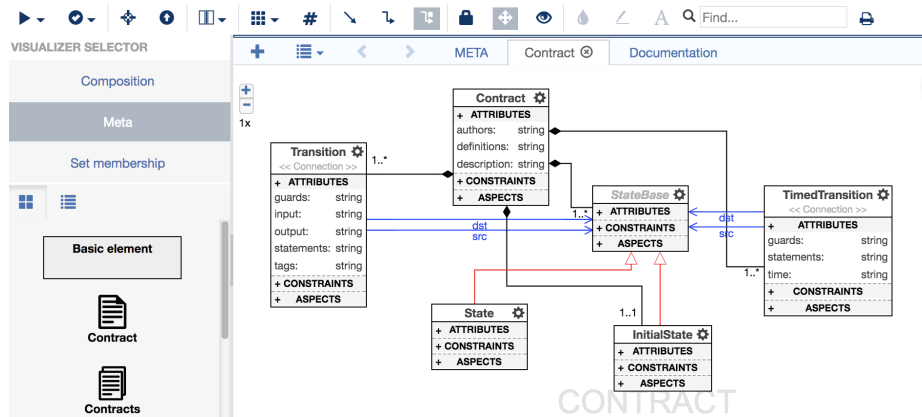 Find...
VISUALIZER SELECTOR
Composition
Meta
Set membership
Basic element
Contract
Contracts
META
Contract
Documentation
1x
Contract
+ ATTRIBUTES
authors: string
definitions: string
description: string
+ CONSTRAINTS
+ ASPECTS
Transition
<< Connection >>
+ ATTRIBUTES
guards: string
input: string
output: string
statements: string
tags: string
+ CONSTRAINTS
+ ASPECTS
1..*
dst
src
StateBase
+ ATTRIBUTES
+ CONSTRAINTS
+ ASPECTS
1..*
dst
src
TimedTransition
<< Connection >>
+ ATTRIBUTES
guards: string
statements: string
time: string
+ CONSTRAINTS
+ ASPECTS
1..*
State
+ ATTRIBUTES
+ CONSTRAINTS
+ ASPECTS
1..1
InitialState
+ ATTRIBUTES
+ CONSTRAINTS
+ ASPECTS
CONTRACT